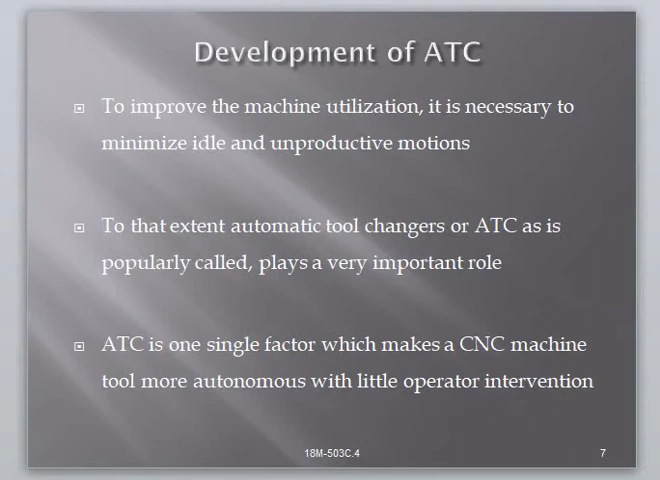 Development of ATC
To improve the machine utilization, it is necessary to
minimize idle and unproductive motions
To that extent automatic tool changers or ATC as is
popularly called, plays a very important role
ATC is one single factor which makes a CNC machine
tool more autonomous with little operator intervention
18M-503C.4
7